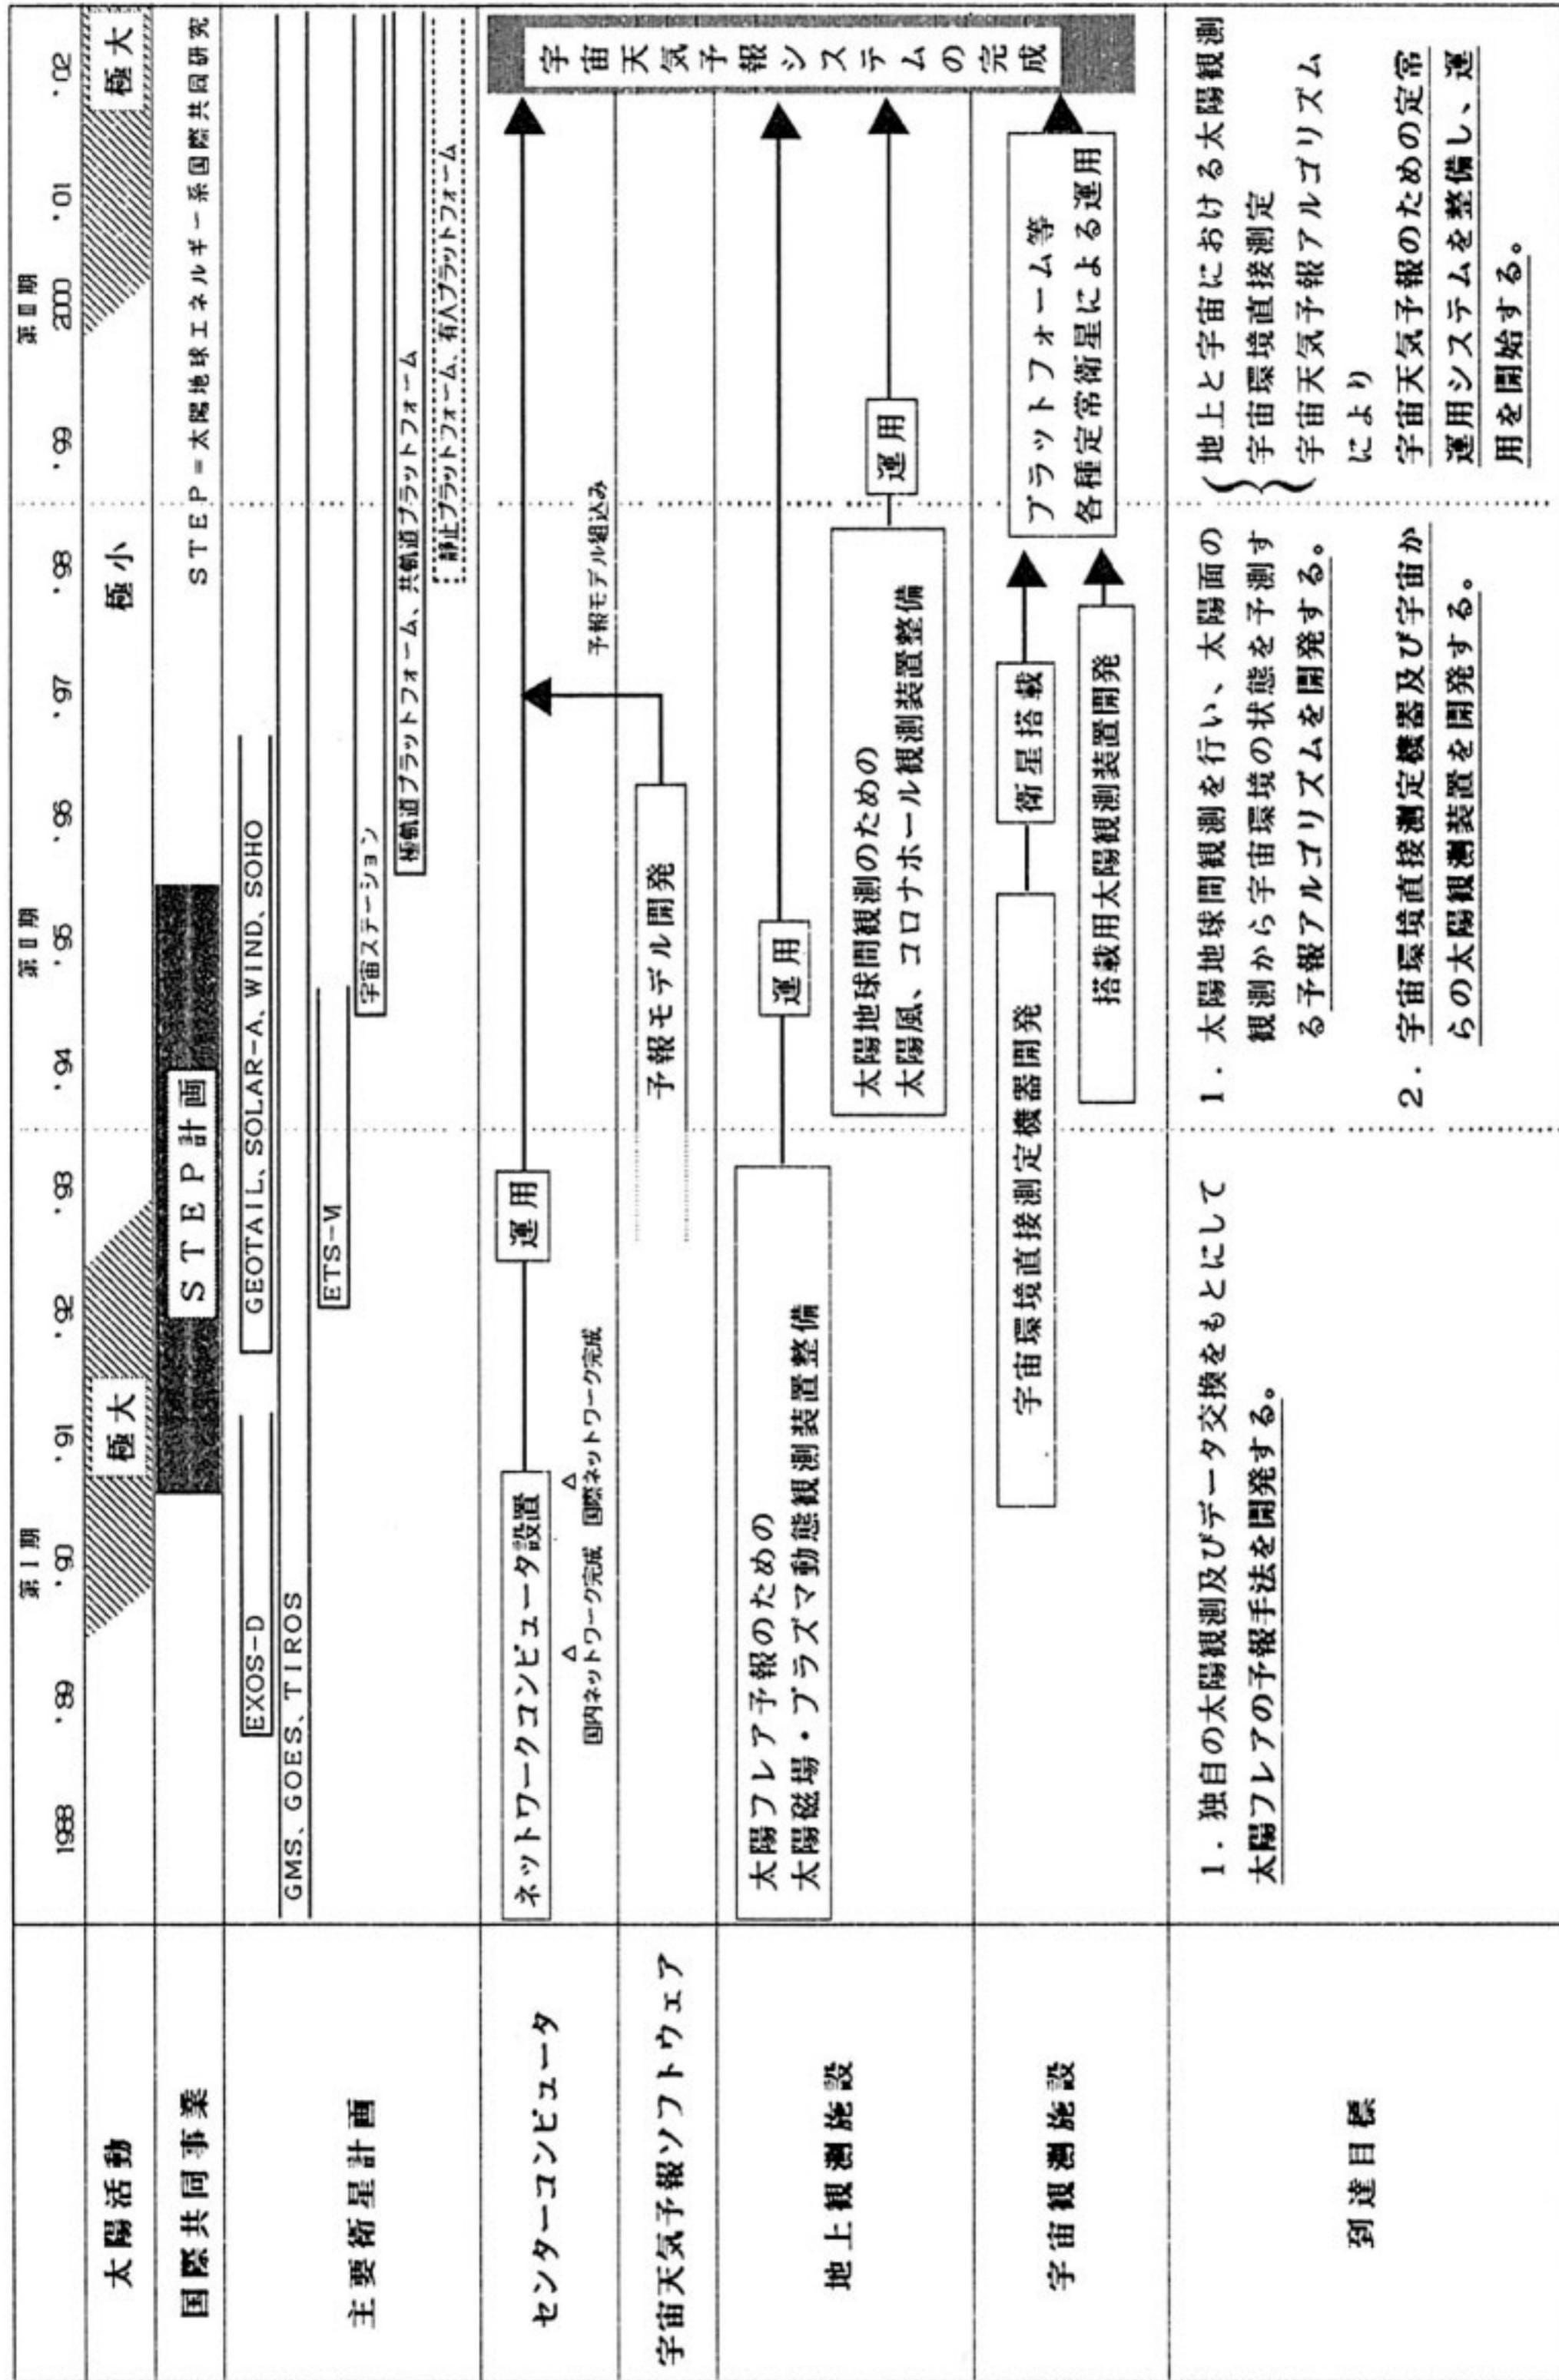 第Ⅰ期
第Ⅱ期
第Ⅲ期
1988
'89
'90
'91
'92
'93
'94
'95
'96
'97
'98
'99
2000
'01
'02
太陽活動
極大
極小
極大
国際共同事業
STEP計画
STEP=太陽地球エネルギー系国際共同研究
主要衛星計画
EXOS-D
GEOTAIL、SOLAR-A、WIND、SOHO
GMS、GOES、TIROS
ETS-Ⅵ
宇宙ステーション
極軌道プラットフォーム、共軌道プラットフォーム
静止プラットフォーム、有人プラットフォーム
センターコンピュータ
ネットワークコンピュータ設置
運用
△
△
国内ネットワーク完成
国際ネットワーク完成
予報モデル組込み
宇宙天気予報ソフトウェア
予報モデル開発
地上観測施設
太陽フレア予報のための
太陽磁場・プラズマ動態観測装置整備
運用
太陽地球間観測のための
太陽風、コロナホール観測装置整備
運用
宇宙観測施設
宇宙環境直接測定機器開発
衛星搭載
搭載用太陽観測装置開発
プラットフォーム等
各種定常衛星による運用
宇宙天気予報システムの完成
到達目標
1.独自の太陽観測及びデータ交換をもとにして
太陽フレアの予報手法を開発する。
1.太陽地球間観測を行い、太陽面の
観測から宇宙環境の状態を予測す
る予報アルゴリズムを開発する。
2.宇宙環境直接測定機器及び宇宙か
らの太陽観測装置を開発する。
地上と宇宙における太陽観測
宇宙環境直接測定
宇宙天気予報アルゴリズム
により
宇宙天気予報のための定常
運用システムを整備し、運
用を開始する。